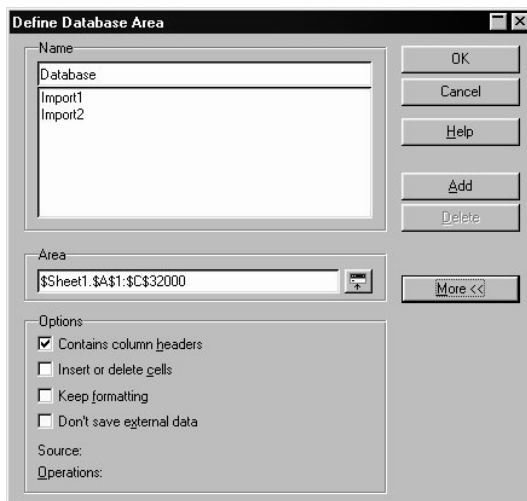 Define Database Area
Name
Database
Import1
Import2
OK
Cancel
Help
Add
Delete
Area
$Sheet1.$A$1:$C$32000
More <<
Options
Contains column headers
Insert or delete cells
Keep formatting
Don't save external data
Source:
Operations: